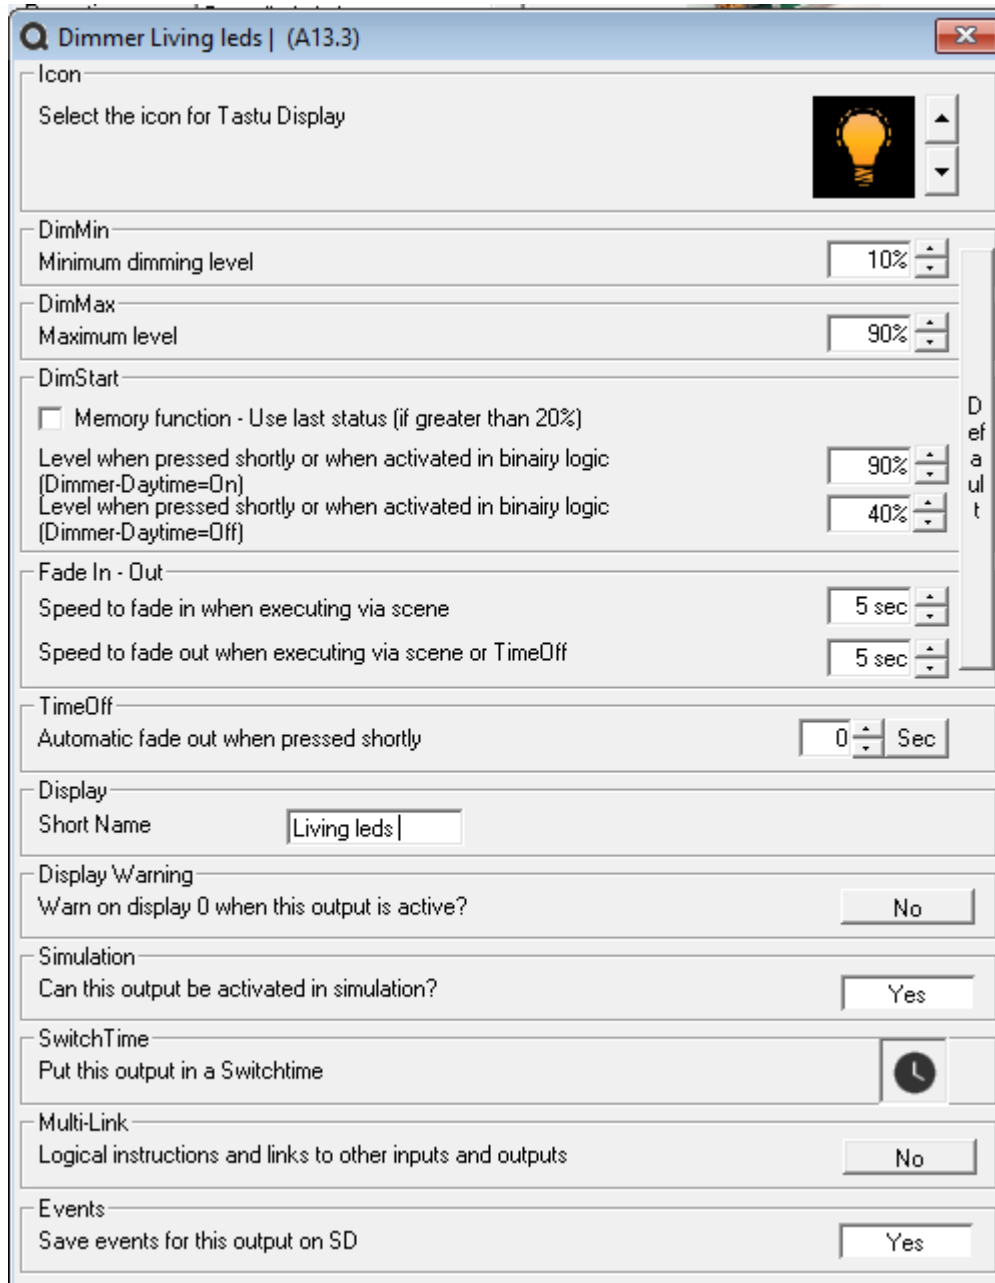 Dimmer Living leds | (A13.3)
Icon
Select the icon for Tastu Display
DimMin
Minimum dimming level
10%
DimMax
Maximum level
90%
DimStart
Memory function - Use last status (if greater than 20%)
Level when pressed shortly or when activated in binairy logic
(Dimmer-Daytime=On)
90%
Level when pressed shortly or when activated in binairy logic
(Dimmer-Daytime=Off)
40%
D
ef
a
ul
t
Fade In - Out
Speed to fade in when executing via scene
5 sec
Speed to fade out when executing via scene or TimeOff
5 sec
TimeOff
Automatic fade out when pressed shortly
0 Sec
Display
Short Name Living leds
Display Warning
Warn on display 0 when this output is active?
No
Simulation
Can this output be activated in simulation?
Yes
SwitchTime
Put this output in a Switchtime
Multi-Link
Logical instructions and links to other inputs and outputs
No
Events
Save events for this output on SD
Yes